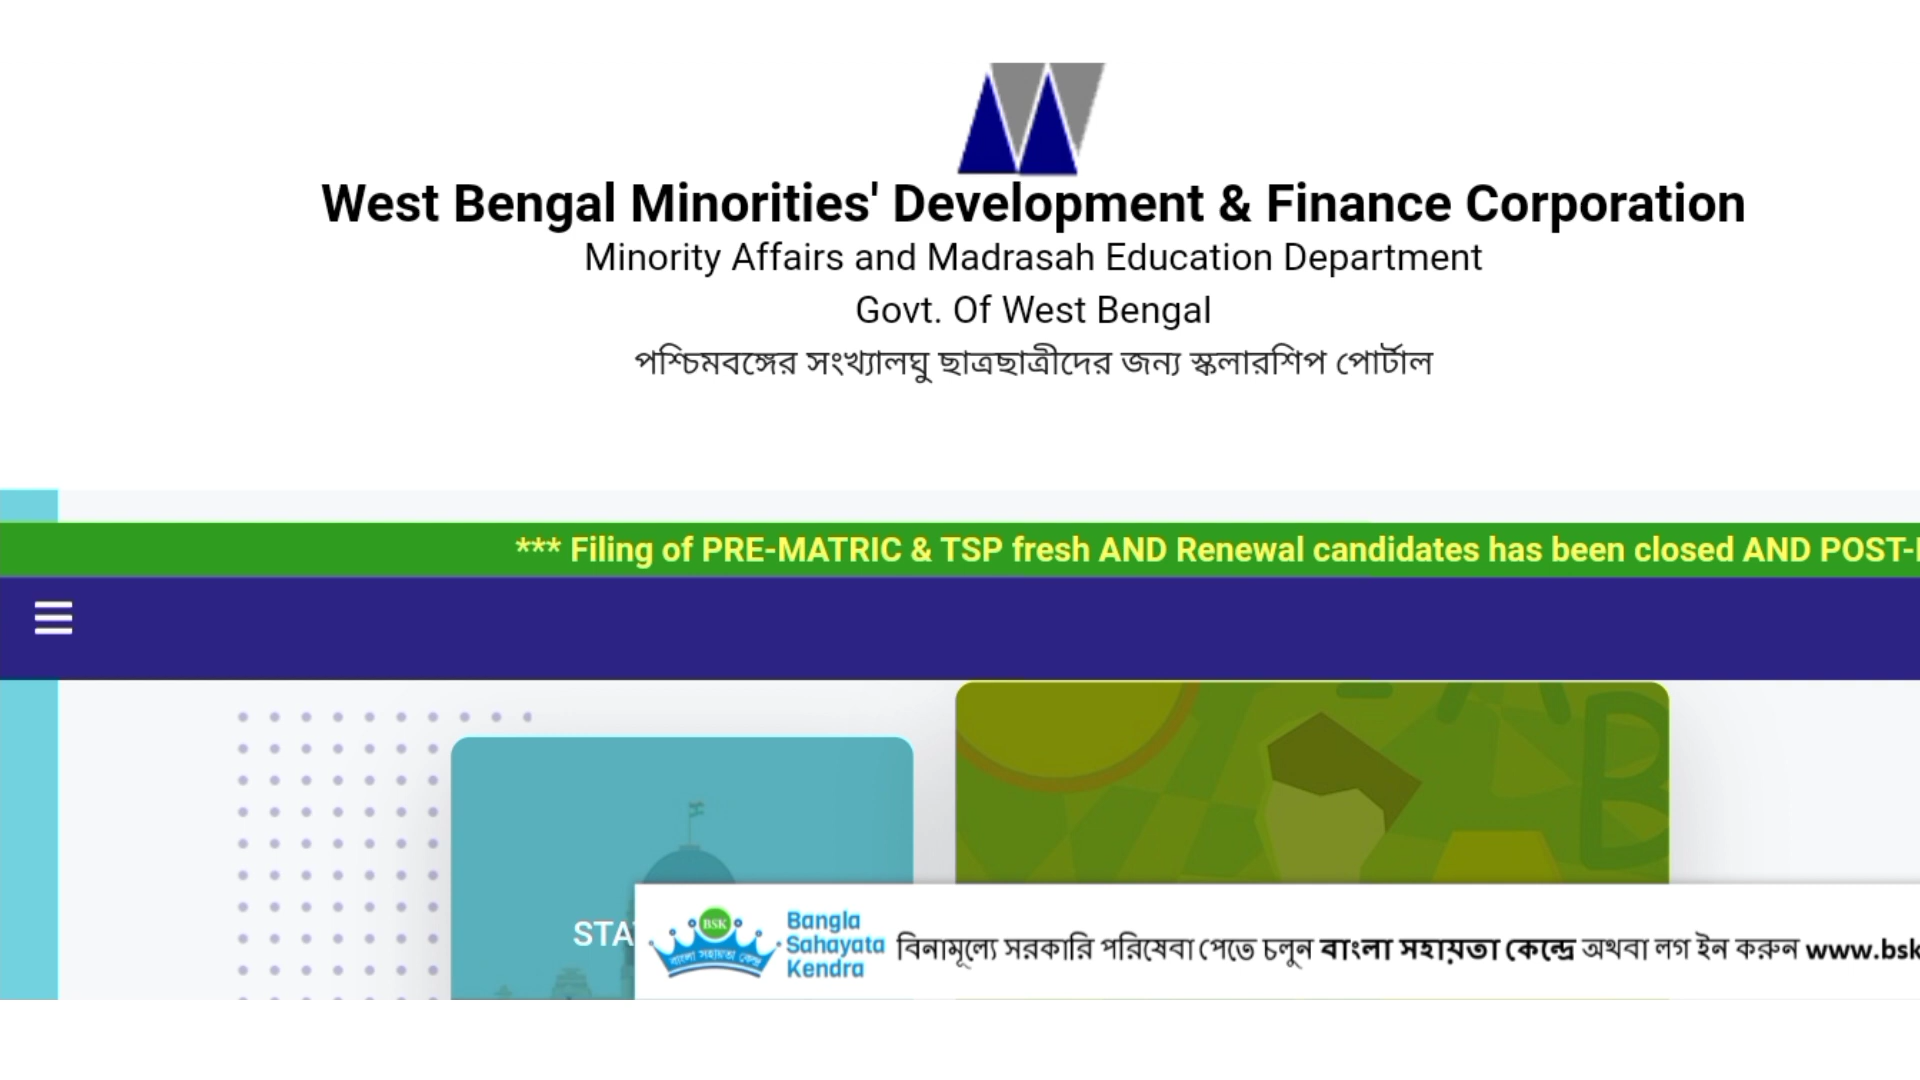 West Bengal Minorities' Development & Finance Corporation
Minority Affairs and Madrasah Education Department
Govt. Of West Bengal
পশ্চিমবঙ্গের সংখ্যালঘু ছাত্রছাত্রীদের জন্য স্কলারশিপ পোর্টাল
*** Filing of PRE-MATRIC & TSP fresh AND Renewal candidates has been closed AND POST-
B
STA
BSK
বাংলা সহায়তা কেন্দ্র
Bangla
Sahayata
Kendra
বিনামূল্যে সরকারি পরিষেবা পেতে চলুন বাংলা সহায়তা কেন্দ্রে অথবা লগ ইন করুন www.bsk